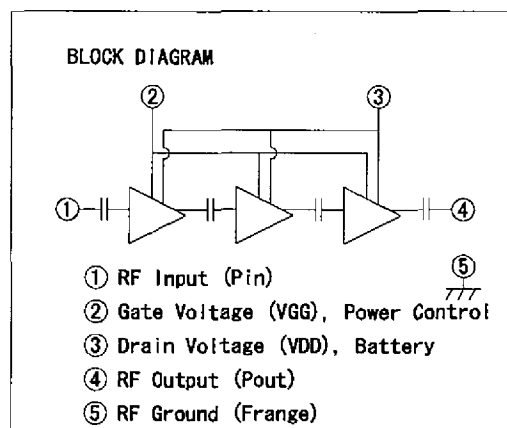 BLOCK DIAGRAM
② ③
① ④
⑤
① RF Input (Pin)
② Gate Voltage (VGG), Power Control
③ Drain Voltage (VDD), Battery
④ RF Output (Pout)
⑤ RF Ground (Frange)